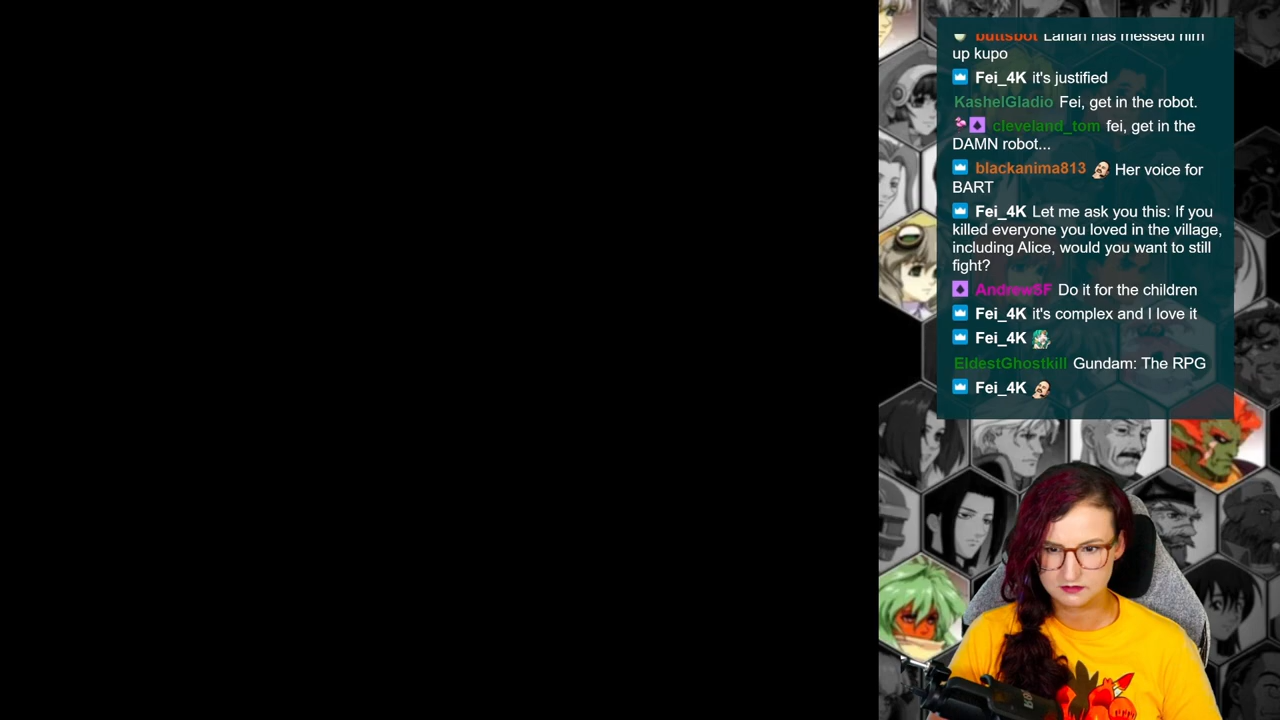 buttsbot Lahan has messed him
up kupo
Fei_4K it's justified
KashelGladio Fei, get in the robot.
cleveland_tom fei, get in the
DAMN robot...
blackanima813 Her voice for
BART
Fei_4K Let me ask you this: If you
killed everyone you loved in the village,
including Alice, would you want to still
fight?
AndrewSF Do it for the children
Fei_4K it's complex and I love it
Fei_4K
EldestGhostkill Gundam: The RPG
Fei_4K